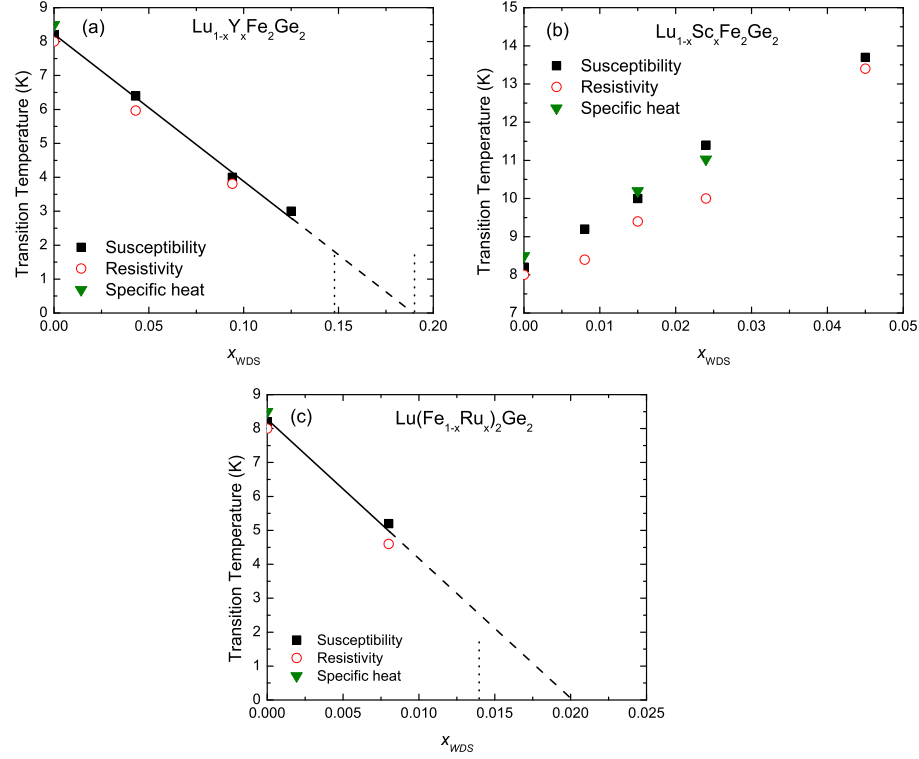 (a)
Lu1-xYxFe2Ge2
Transition Temperature (K)
9
8
7
6
5
4
3
2
1
0
Susceptibility
Resistivity
Specific heat
0.00 0.05 0.10 0.15 0.20
xWDS
(b)
Lu1-xScxFe2Ge2
Transition Temperature (K)
15
14
13
12
11
10
9
8
7
Susceptibility
Resistivity
Specific heat
0.00 0.01 0.02 0.03 0.04 0.05
xWDS
(c)
Lu(Fe1-xRux)2Ge2
Transition Temperature (K)
9
8
7
6
5
4
3
2
1
0
Susceptibility
Resistivity
Specific heat
0.000 0.005 0.010 0.015 0.020 0.025
xWDS